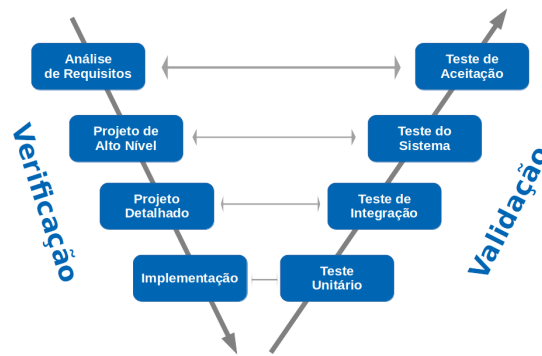 Análise
de Requisitos
Teste de
Aceitação
Projeto de
Alto Nível
Teste do
Sistema
Projeto
Detalhado
Teste de
Integração
Implementação
Teste
Unitário
Verificação
Validação